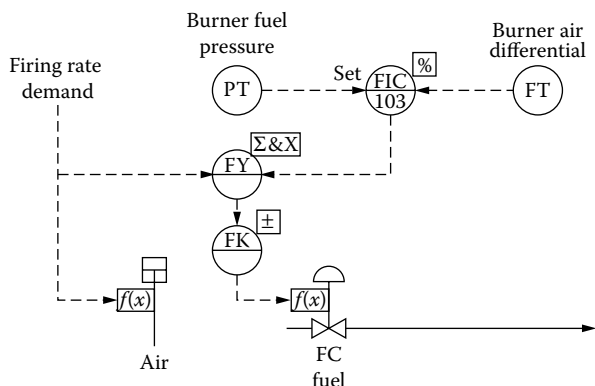 Burner fuel
pressure
Burner air
differential
Firing rate
demand
PT
Set
FIC
103
%
FT
Σ&X
FY
±
FK
f(x)
f(x)
Air
FC
fuel